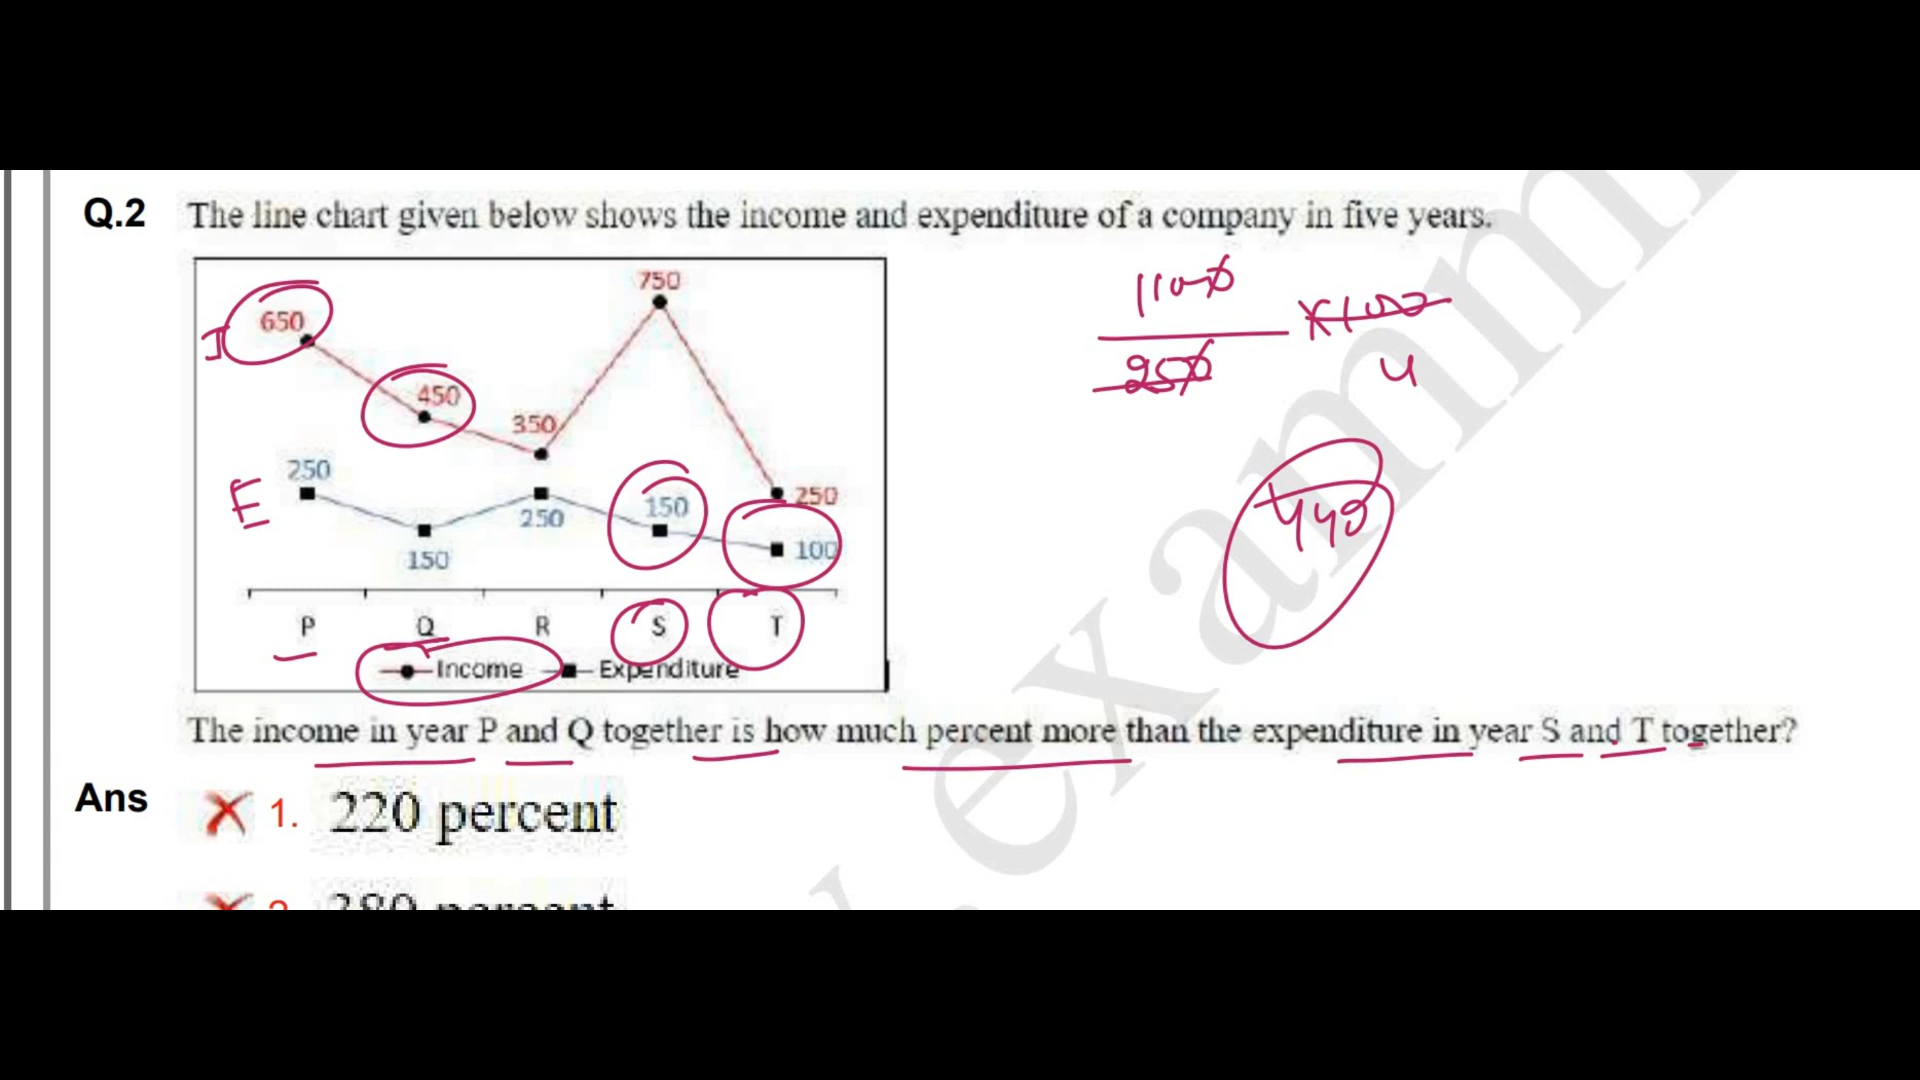 Q.2 The line chart given below shows the income and expenditure of a company in five years.
750
650
I
450
350
250
E
250
150
250
150
100
P Q R S T
Income Expenditure
1100
250
×100
4
440
The income in year P and Q together is how much percent more than the expenditure in year S and T together?
Ans 1. 220 percent
examm